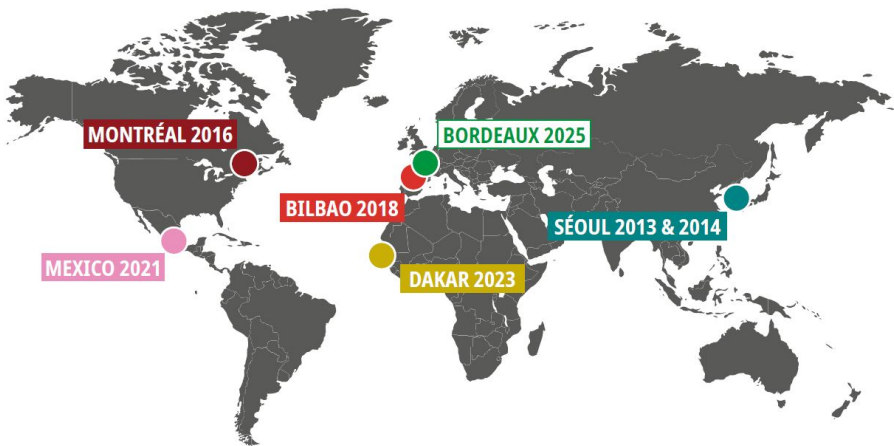 MONTRÉAL 2016
BORDEAUX 2025
BILBAO 2018
SÉOUL 2013 & 2014
MEXICO 2021
DAKAR 2023